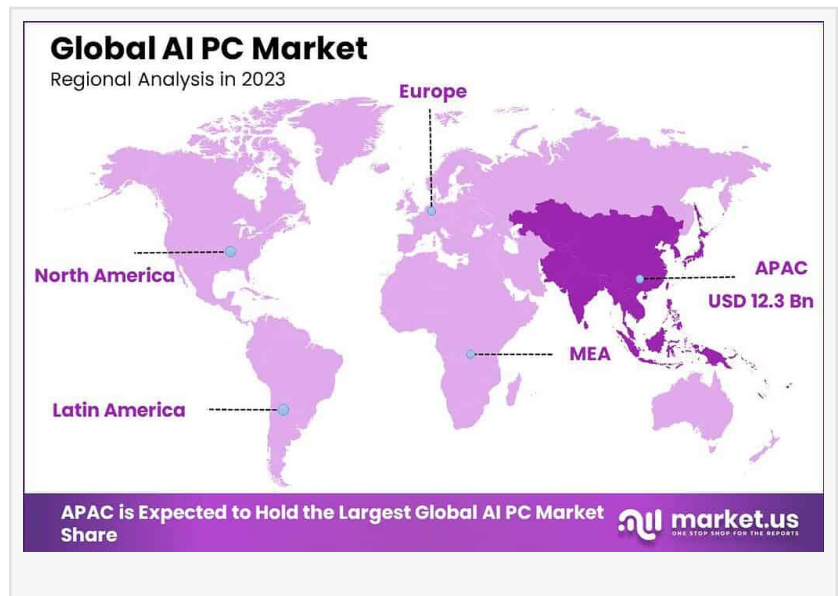 Global AI PC Market
Regional Analysis in 2023
Europe
North America
APAC
USD 12.3 Bn
MEA
Latin America
APAC is Expected to Hold the Largest Global AI PC Market
Share
market.us
ONE STOP SHOP FOR THE REPORTS